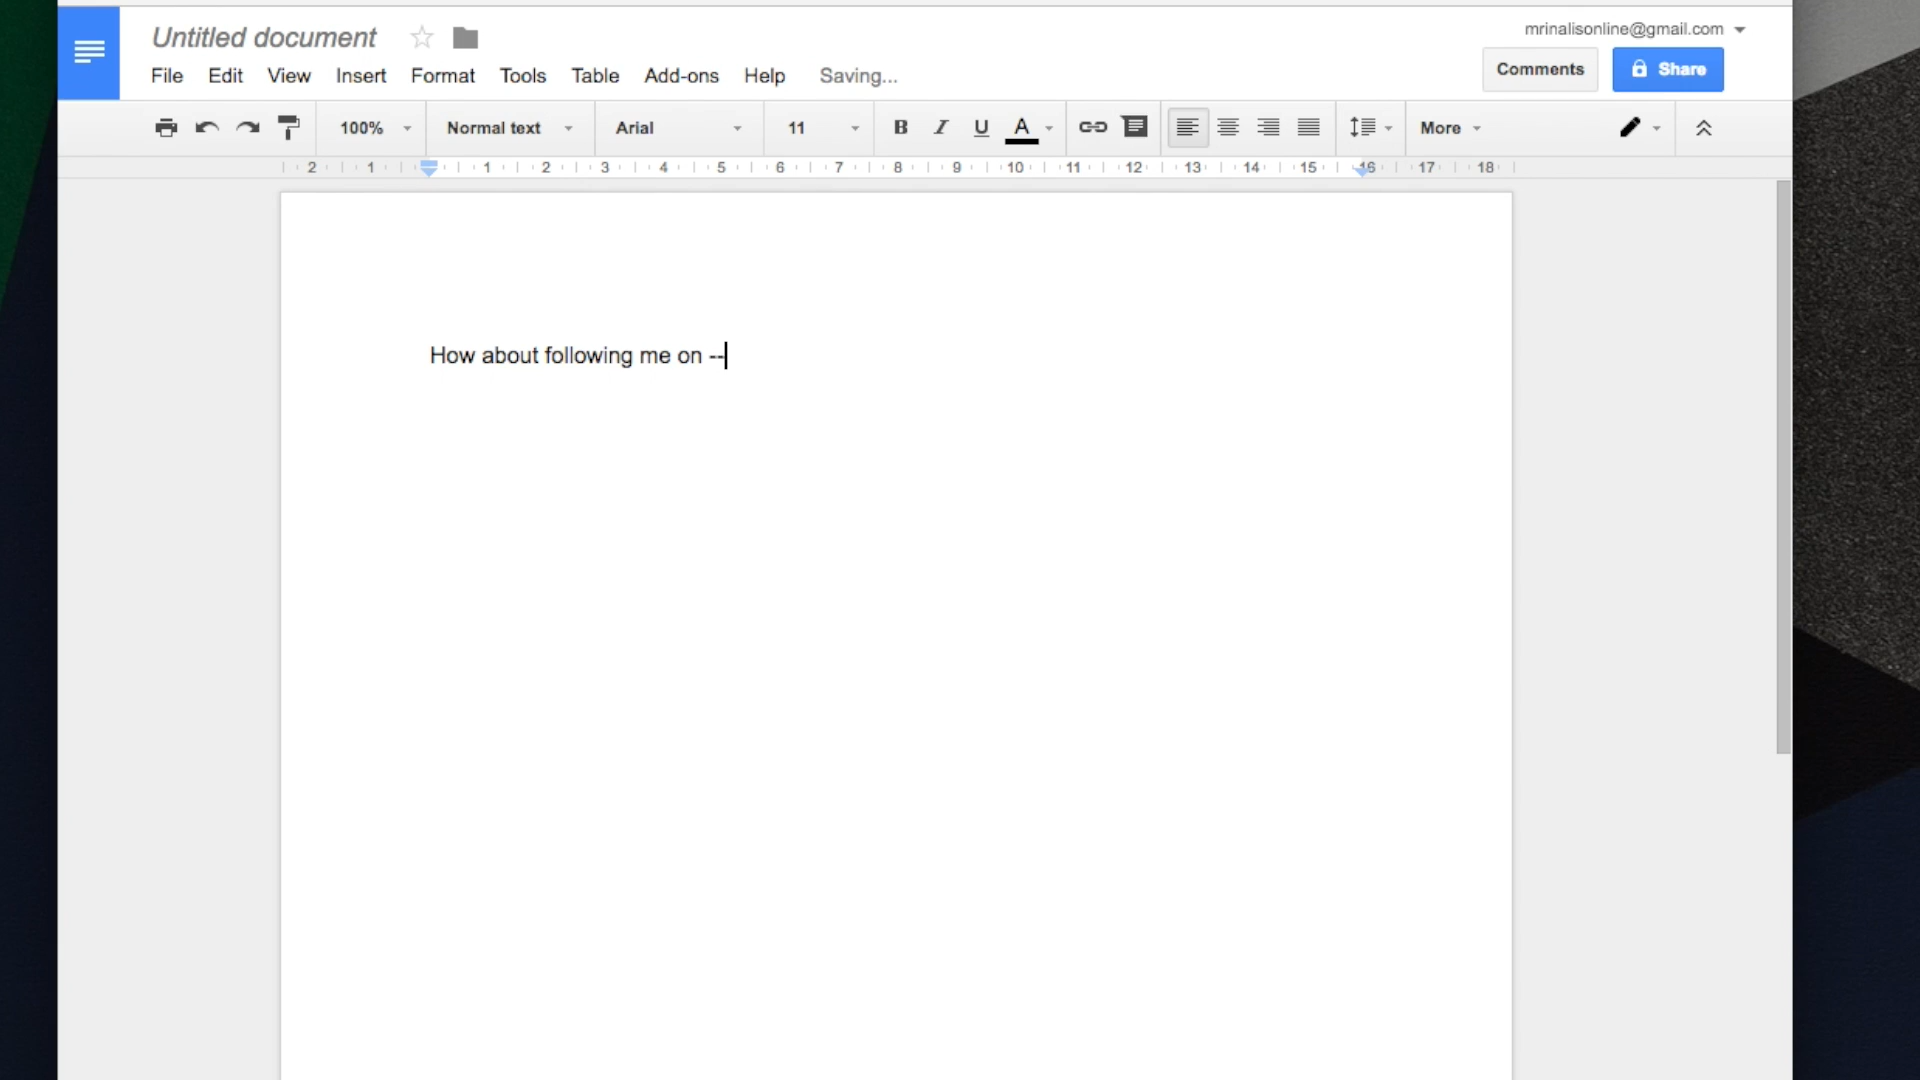 Untitled document
mrinalisonline@gmail.com
File Edit View Insert Format Tools Table Add-ons Help Saving...
Comments Share
100% Normal text Arial 11 B I U A More
2 1 1 2 3 4 5 6 7 8 9 10 11 12 13 14 15 16 17 18
How about following me on --